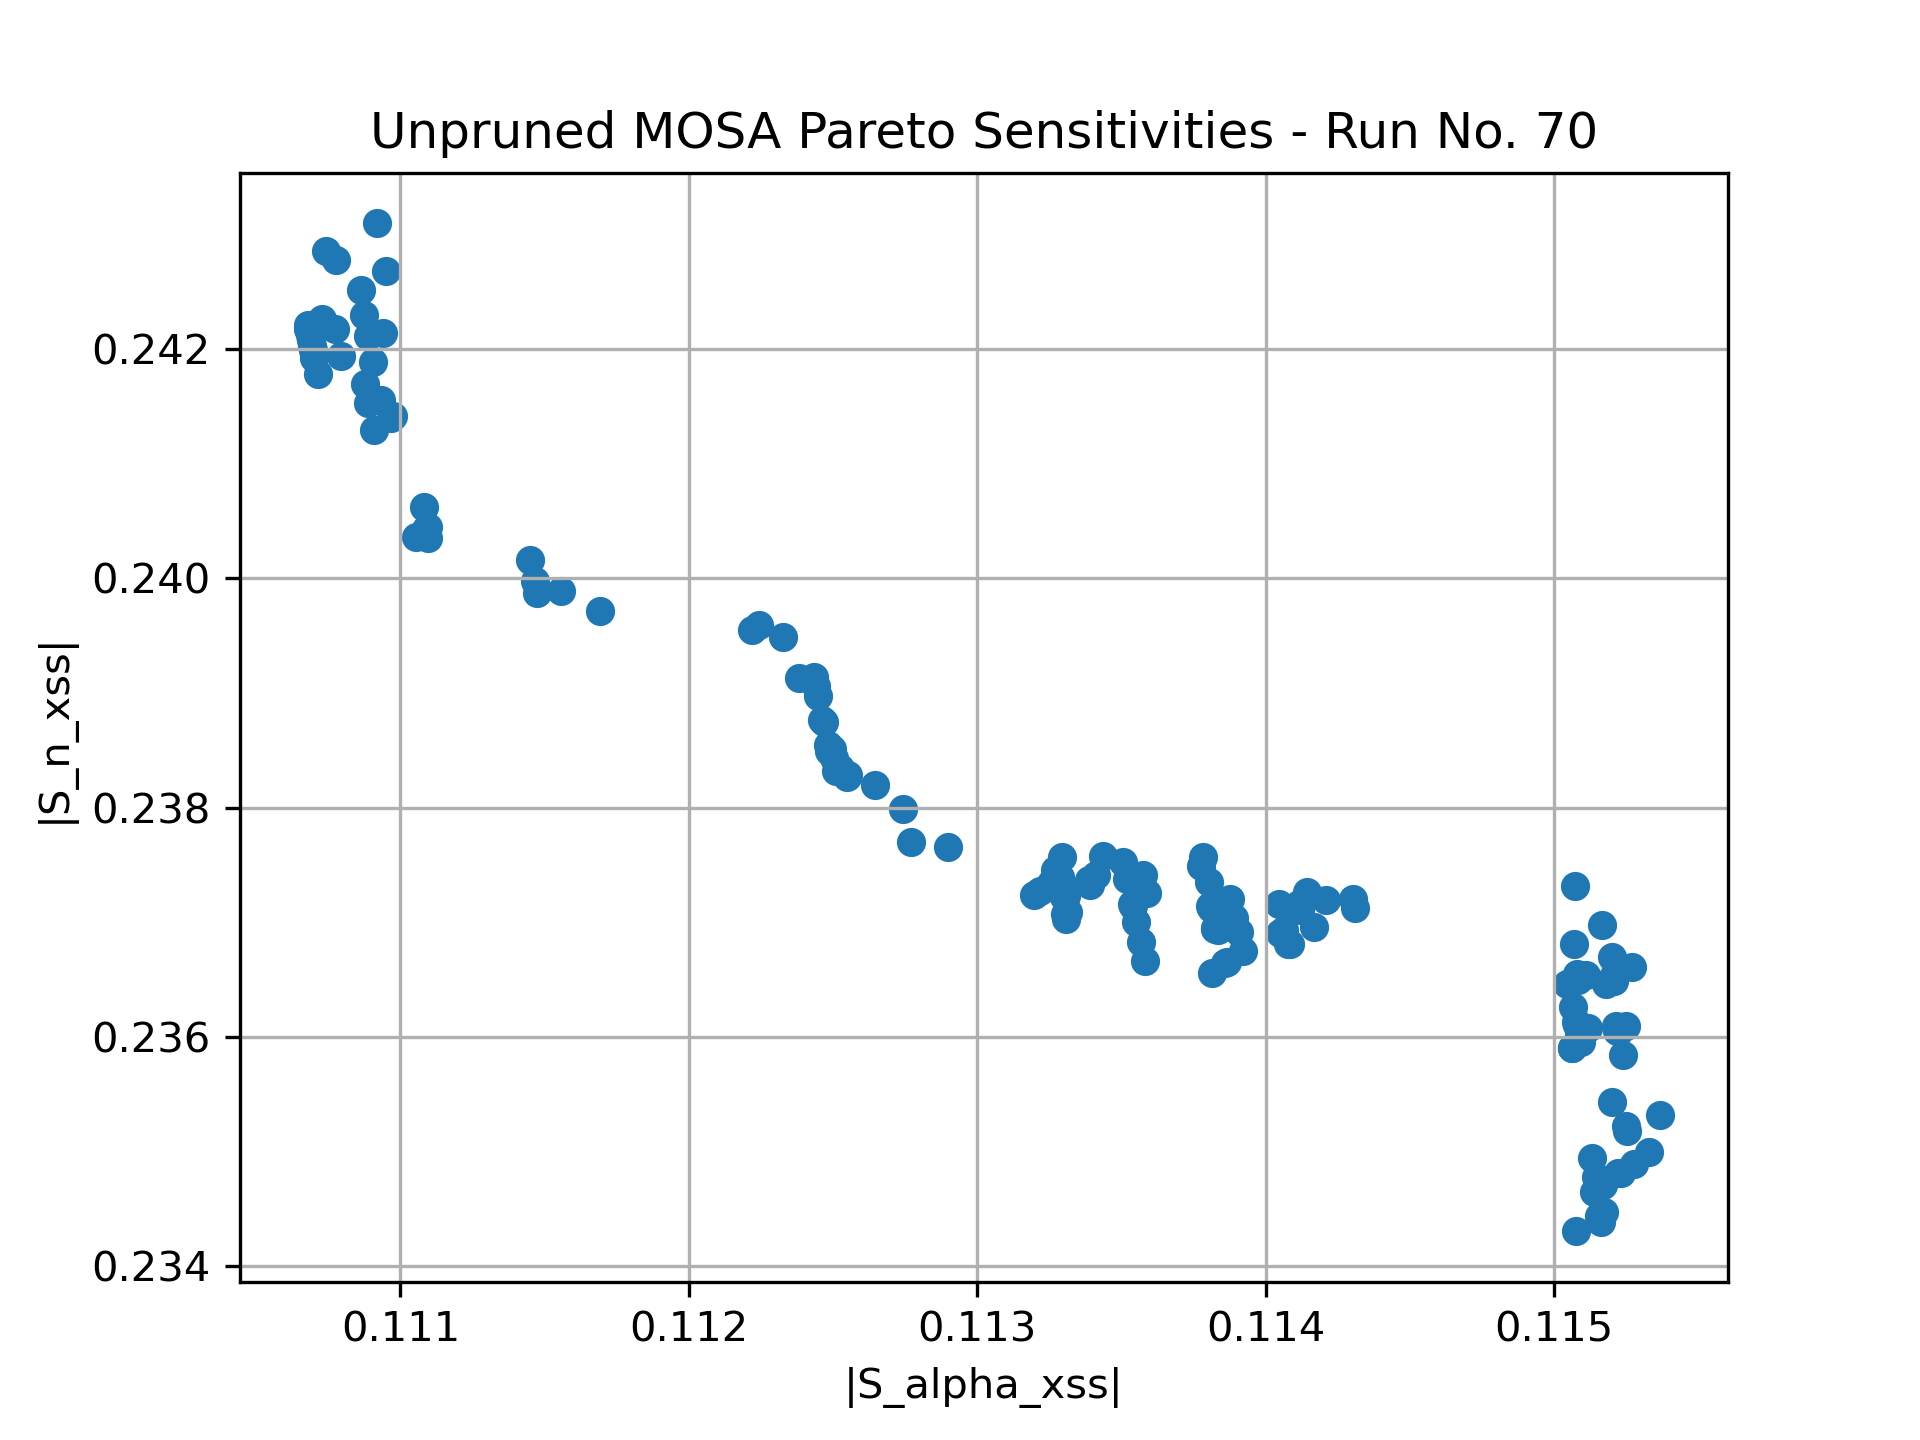 Unpruned MOSA Pareto Sensitivities - Run No. 70
|S_n_xss|
0.242
0.240
0.238
0.236
0.234
0.111 0.112 0.113 0.114 0.115
|S_alpha_xss|